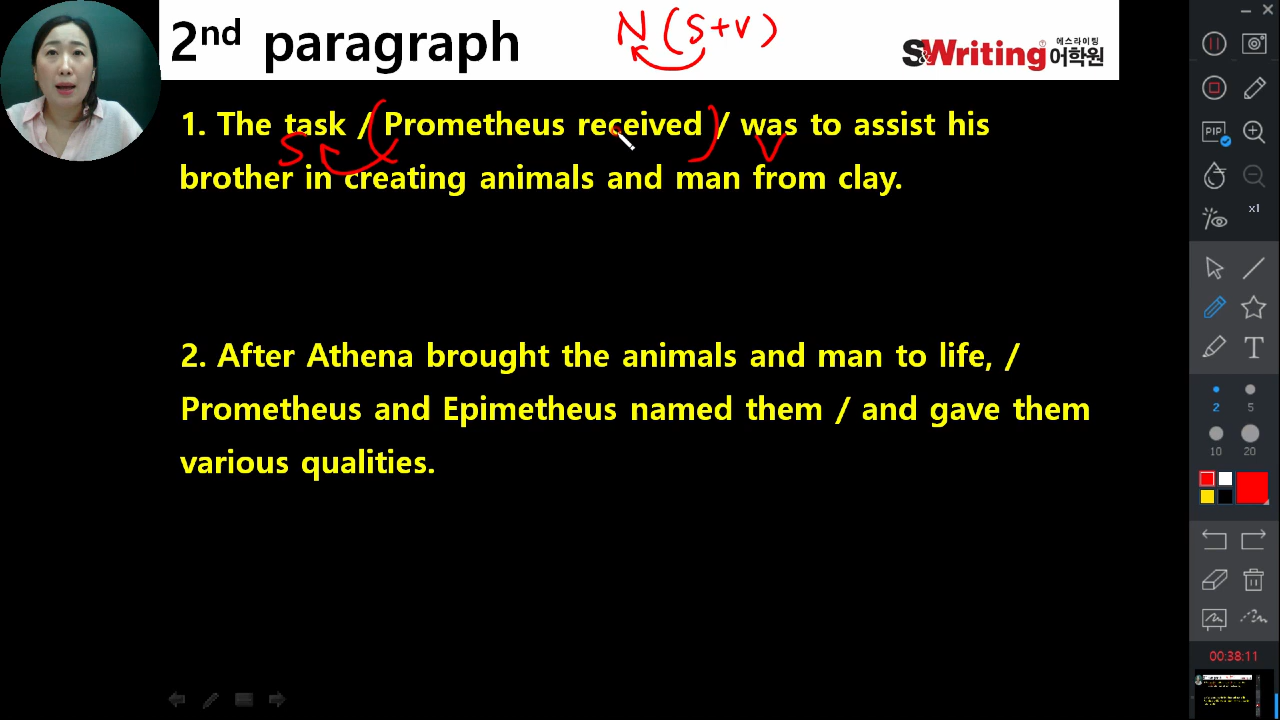 2nd paragraph
N (S+V)
S&Writing 에스라이팅 어학원
1. The task / (Prometheus received) / was to assist his
S V
brother in creating animals and man from clay.
2. After Athena brought the animals and man to life, /
Prometheus and Epimetheus named them / and gave them
various qualities.
PIP
x1
T
2 5
10 20
00:38:11